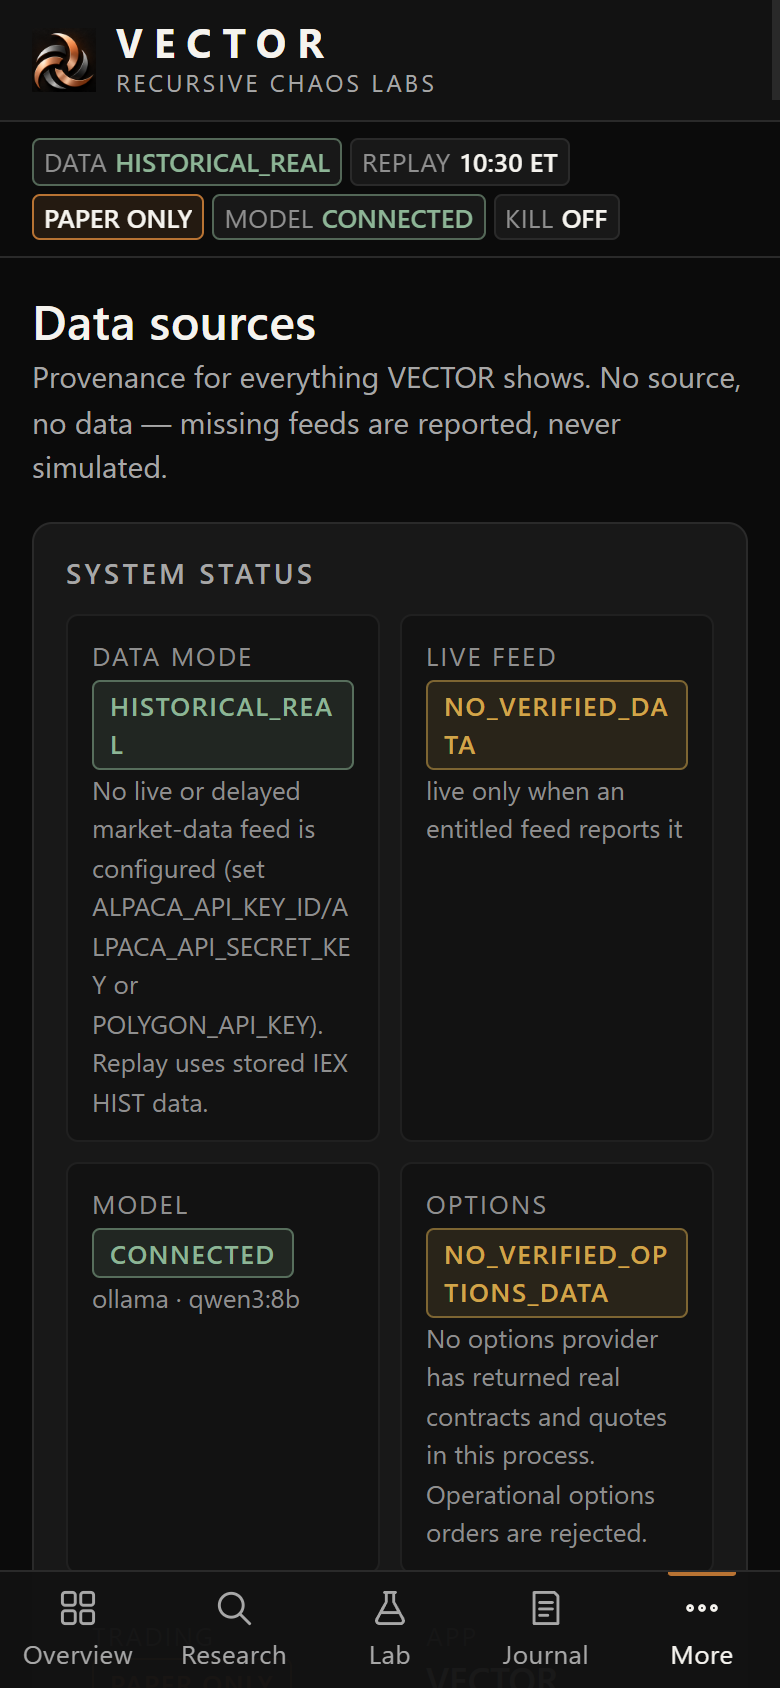 VECTOR
RECURSIVE CHAOS LABS
DATA HISTORICAL_REAL
REPLAY 10:30 ET
PAPER ONLY
MODEL CONNECTED
KILL OFF
Data sources
Provenance for everything VECTOR shows. No source,
no data — missing feeds are reported, never
simulated.
SYSTEM STATUS
DATA MODE
HISTORICAL_REA
L
No live or delayed
market-data feed is
configured (set
ALPACA_API_KEY_ID/A
LPACA_API_SECRET_KE
Y or
POLYGON_API_KEY).
Replay uses stored IEX
HIST data.
LIVE FEED
NO_VERIFIED_DA
TA
live only when an
entitled feed reports it
MODEL
CONNECTED
ollama · qwen3:8b
OPTIONS
NO_VERIFIED_OP
TIONS_DATA
No options provider
has returned real
contracts and quotes
in this process.
Operational options
orders are rejected.
TRADING
PAPER ONLY
APP
VECTOR
Overview
Research
Lab
Journal
More